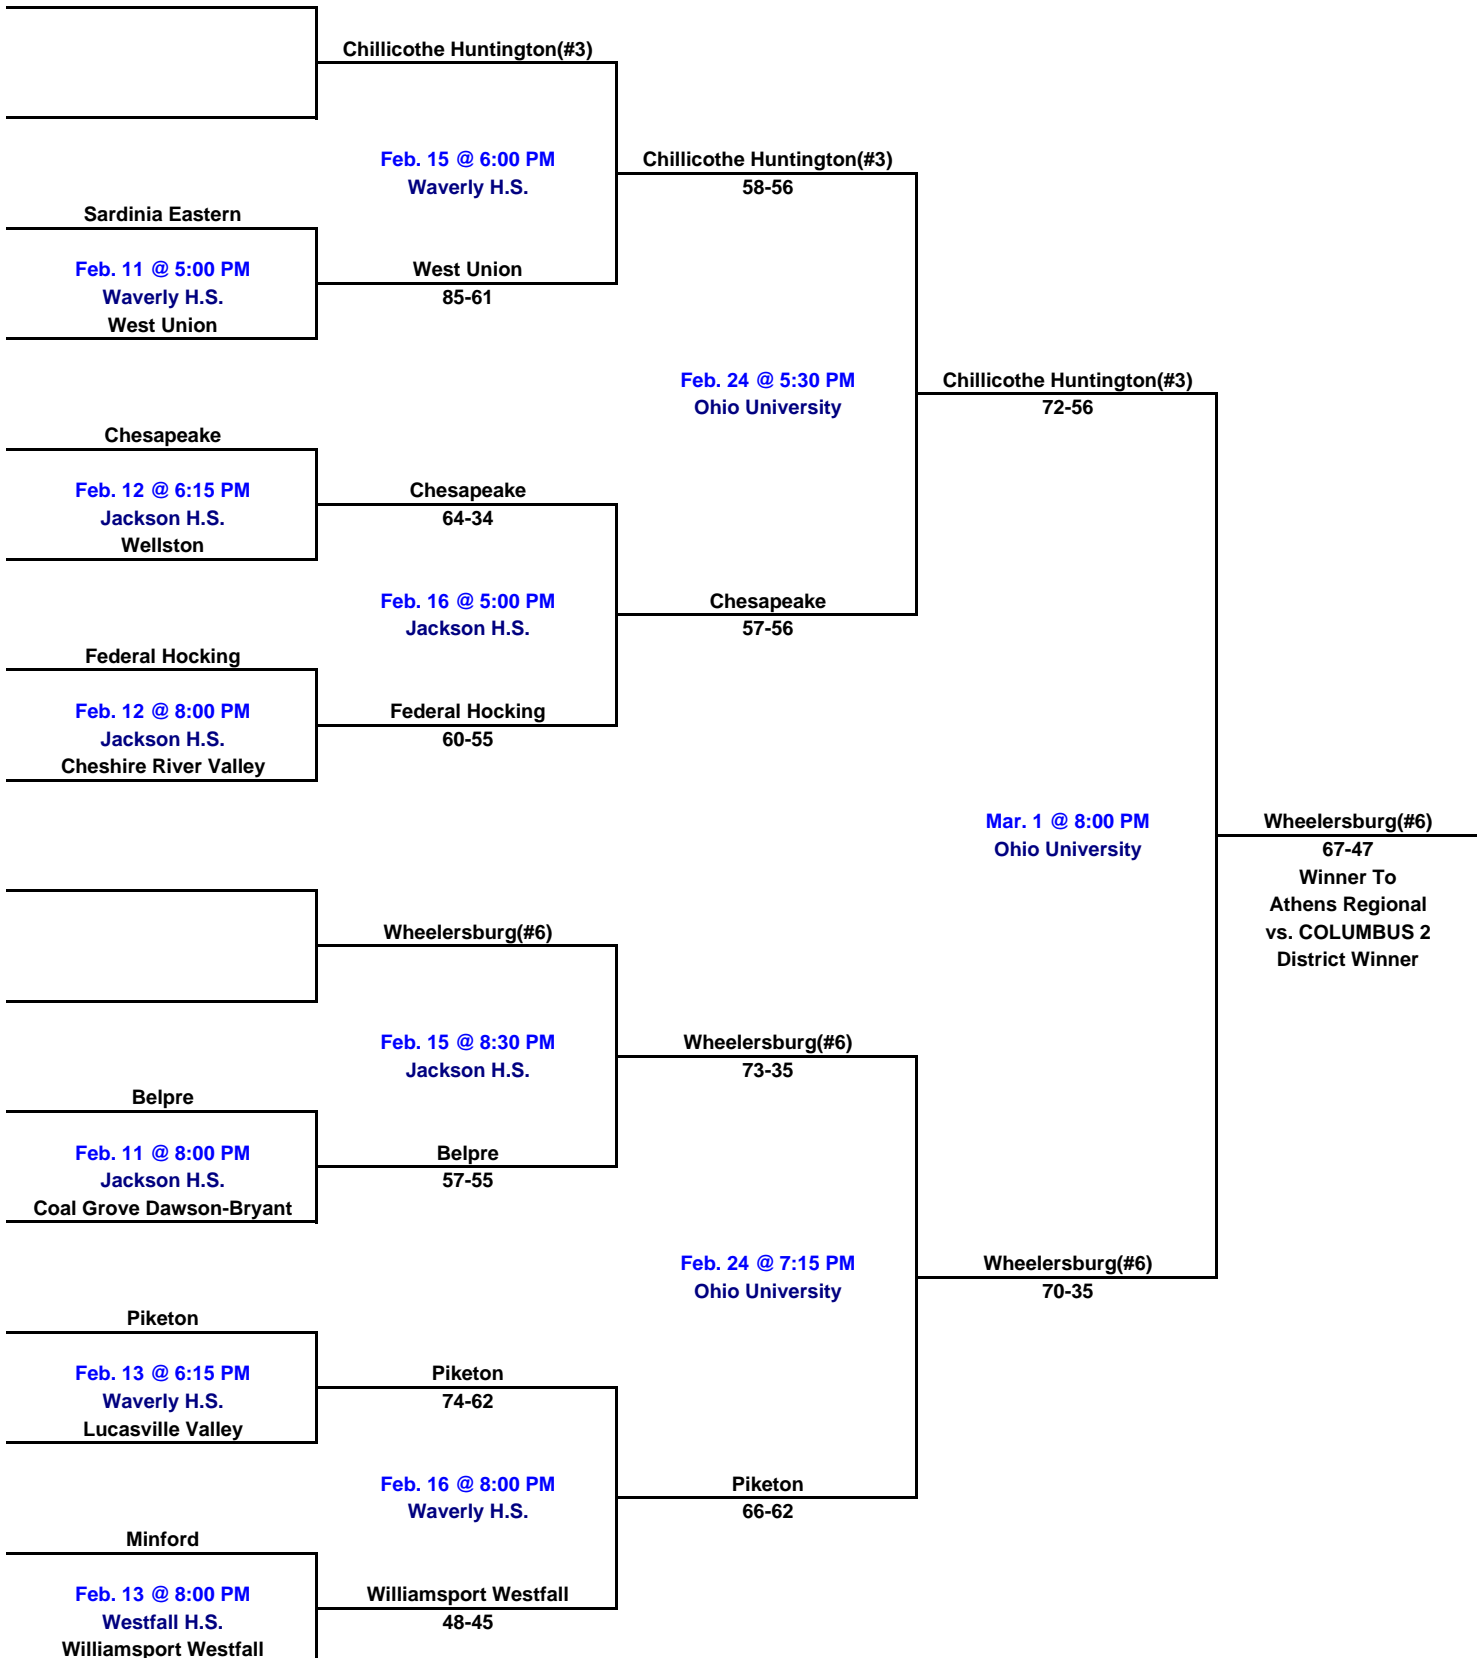 Chillicothe Huntington(#3)
Feb. 15 @ 6:00 PM
Waverly H.S.
Chillicothe Huntington(#3)
58-56
Sardinia Eastern
Feb. 11 @ 5:00 PM
Waverly H.S.
West Union
West Union
85-61
Feb. 24 @ 5:30 PM
Ohio University
Chillicothe Huntington(#3)
72-56
Chesapeake
Feb. 12 @ 6:15 PM
Jackson H.S.
Wellston
Chesapeake
64-34
Feb. 16 @ 5:00 PM
Jackson H.S.
Chesapeake
57-56
Federal Hocking
Feb. 12 @ 8:00 PM
Jackson H.S.
Cheshire River Valley
Federal Hocking
60-55
Mar. 1 @ 8:00 PM
Ohio University
Wheelersburg(#6)
67-47
Winner To
Athens Regional
vs. COLUMBUS 2
District Winner
Wheelersburg(#6)
Feb. 15 @ 8:30 PM
Jackson H.S.
Wheelersburg(#6)
73-35
Belpre
Feb. 11 @ 8:00 PM
Jackson H.S.
Coal Grove Dawson-Bryant
Belpre
57-55
Feb. 24 @ 7:15 PM
Ohio University
Wheelersburg(#6)
70-35
Piketon
Feb. 13 @ 6:15 PM
Waverly H.S.
Lucasville Valley
Piketon
74-62
Feb. 16 @ 8:00 PM
Waverly H.S.
Piketon
66-62
Minford
Feb. 13 @ 8:00 PM
Westfall H.S.
Williamsport Westfall
Williamsport Westfall
48-45